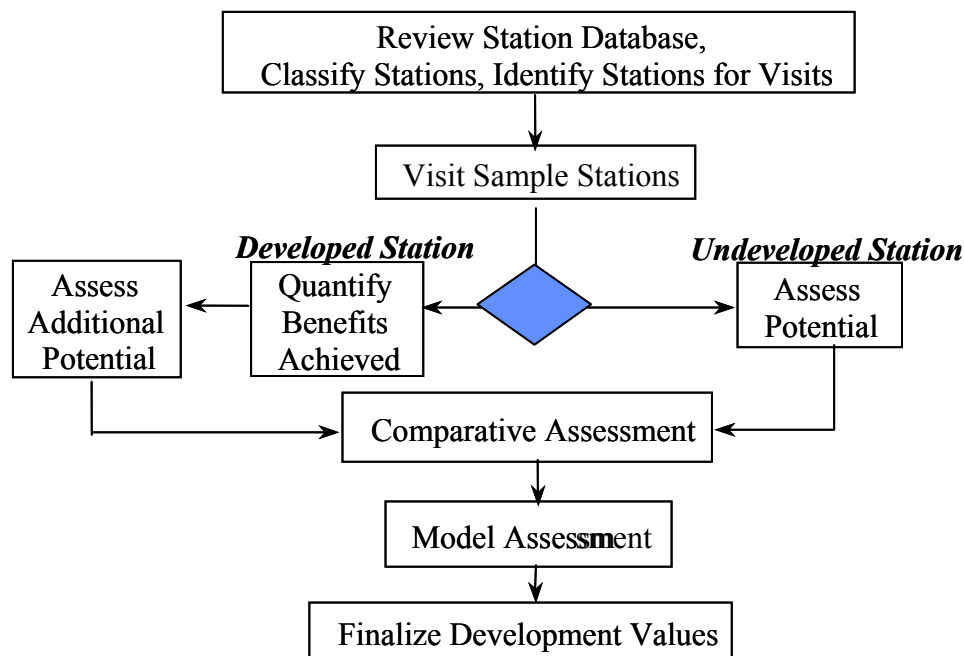 Review Station Database,
Classify Stations, Identify Stations for Visits
Visit Sample Stations
Developed Station
Undeveloped Station
Assess
Additional
Potential
Quantify
Benefits
Achieved
Assess
Potential
Comparative Assessment
Model Assessment
Finalize Development Values